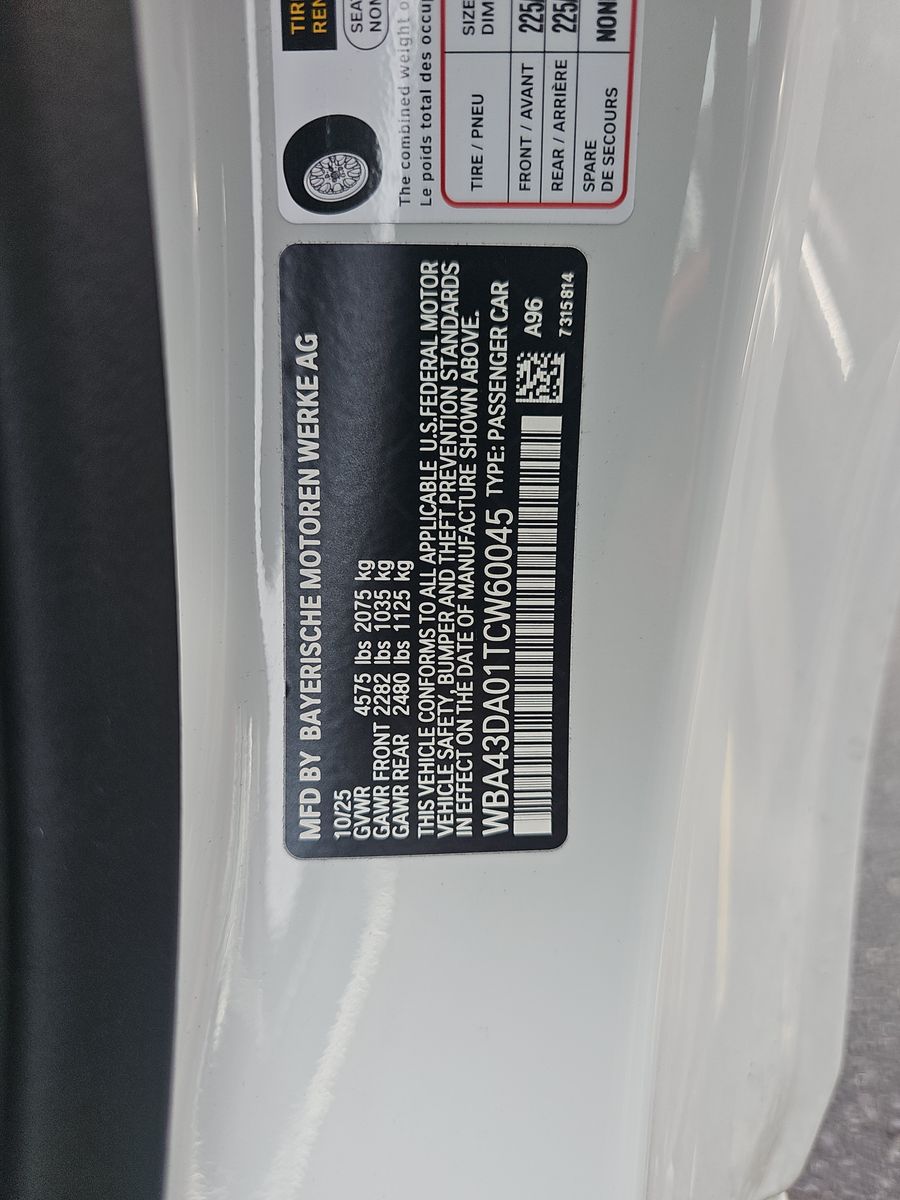 MFD BY BAYERISCHE MOTOREN WERKE AG
10/25
GVWR 4575 lbs 2075 kg
GAWR FRONT 2282 lbs 1035 kg
GAWR REAR 2480 lbs 1125 kg
THIS VEHICLE CONFORMS TO ALL APPLICABLE U.S.FEDERAL MOTOR
VEHICLE SAFETY, BUMPER AND THEFT PREVENTION STANDARDS
IN EFFECT ON THE DATE OF MANUFACTURE SHOWN ABOVE.
WBA43DA01TCW60045 TYPE: PASSENGER CAR
A96
7315814
TIR
REN
SEA
NON
The combined weight o
Le poids total des occup
TIRE / PNEU SIZE
DIM
FRONT / AVANT 225/
REAR / ARRIÈRE 225/
SPARE
DE SECOURS NON